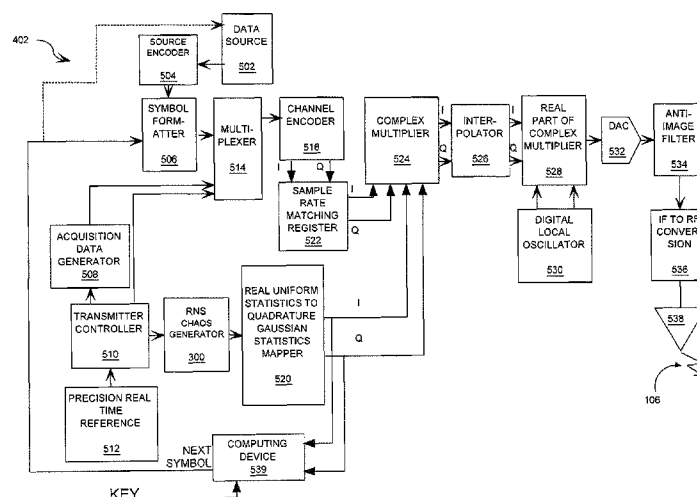 402
DATA
SOURCE
502
SOURCE
ENCODER
504
SYMBOL
FORM-
ATTER
506
MULTI-
PLEXER
514
CHANNEL
ENCODER
516
I
Q
SAMPLE
RATE
MATCHING
REGISTER
522
I
Q
COMPLEX
MULTIPLIER
524
I
Q
INTER-
POLATOR
526
I
Q
REAL
PART OF
COMPLEX
MULTIPLIER
528
DAC
532
ANTI-
IMAGE
FILTER
534
DIGITAL
LOCAL
OSCILLATOR
530
IF TO RF
CONVER-
SION
536
538
106
ACQUISITION
DATA
GENERATOR
508
TRANSMITTER
CONTROLLER
510
PRECISION REAL
TIME
REFERENCE
512
RNS
CHAOS
GENERATOR
300
REAL UNIFORM
STATISTICS TO
QUADRATURE
GAUSSIAN
STATISTICS
MAPPER
520
I
Q
NEXT
SYMBOL
COMPUTING
DEVICE
539
KEY